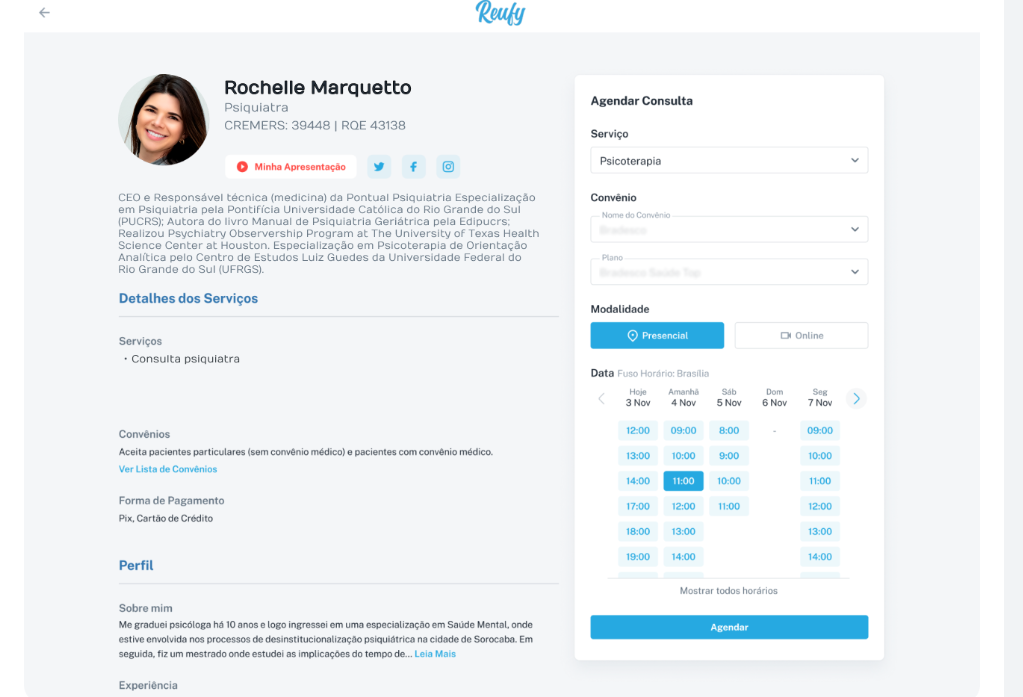 Reufy
Rochelle Marquetto
Psiquiatra
CREMERS: 39448 | RQE 43138
Minha Apresentação
CEO e Responsável técnica (medicina) da Pontual Psiquiatria Especialização
em Psiquiatria pela Pontifícia Universidade Católica do Rio Grande do Sul
(PUCRS); Autora do livro Manual de Psiquiatria Geriátrica pela Edipucrs;
Realizou Psychiatry Observership Program at The University of Texas Health
Science Center at Houston. Especialização em Psicoterapia de Orientação
Analítica pelo Centro de Estudos Luiz Guedes da Universidade Federal do
Rio Grande do Sul (UFRGS).
Detalhes dos Serviços
Serviços
• Consulta psiquiatra
Convênios
Aceita pacientes particulares (sem convênio médico) e pacientes com convênio médico.
Ver Lista de Convênios
Forma de Pagamento
Pix, Cartão de Crédito
Perfil
Sobre mim
Me graduei psicóloga há 10 anos e logo ingressei em uma especialização em Saúde Mental, onde
estive envolvida nos processos de desinstitucionalização psiquiátrica na cidade de Sorocaba. Em
seguida, fiz um mestrado onde estudei as implicações do tempo de... Leia Mais
Experiência
Agendar Consulta
Serviço
Psicoterapia
Convênio
Nome do Convênio
Bradesco
Plano
Bradesco Saúde Top
Modalidade
Presencial Online
Data Fuso Horário: Brasília
Hoje Amanhã Sáb Dom Seg
3 Nov 4 Nov 5 Nov 6 Nov 7 Nov
12:00 09:00 8:00 - 09:00
13:00 10:00 9:00 10:00
14:00 11:00 10:00 11:00
17:00 12:00 11:00 12:00
18:00 13:00 13:00
19:00 14:00 14:00
Mostrar todos horários
Agendar